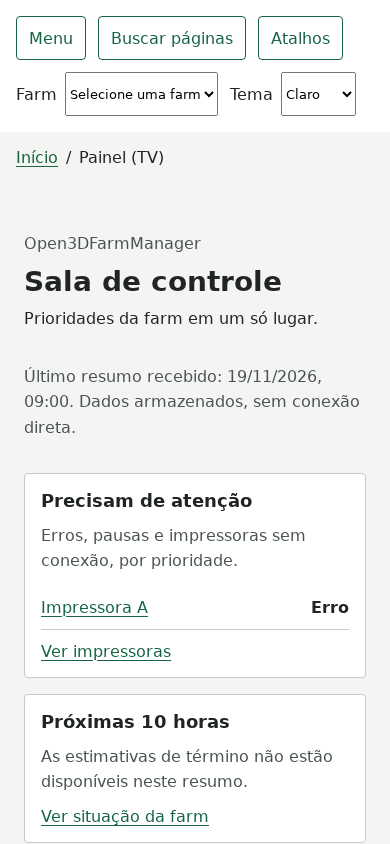 Menu Buscar páginas Atalhos
Farm Selecione uma farm Tema Claro
Início / Painel (TV)
Open3DFarmManager
Sala de controle
Prioridades da farm em um só lugar.
Último resumo recebido: 19/11/2026,
09:00. Dados armazenados, sem conexão
direta.
Precisam de atenção
Erros, pausas e impressoras sem
conexão, por prioridade.
Impressora A Erro
Ver impressoras
Próximas 10 horas
As estimativas de término não estão
disponíveis neste resumo.
Ver situação da farm